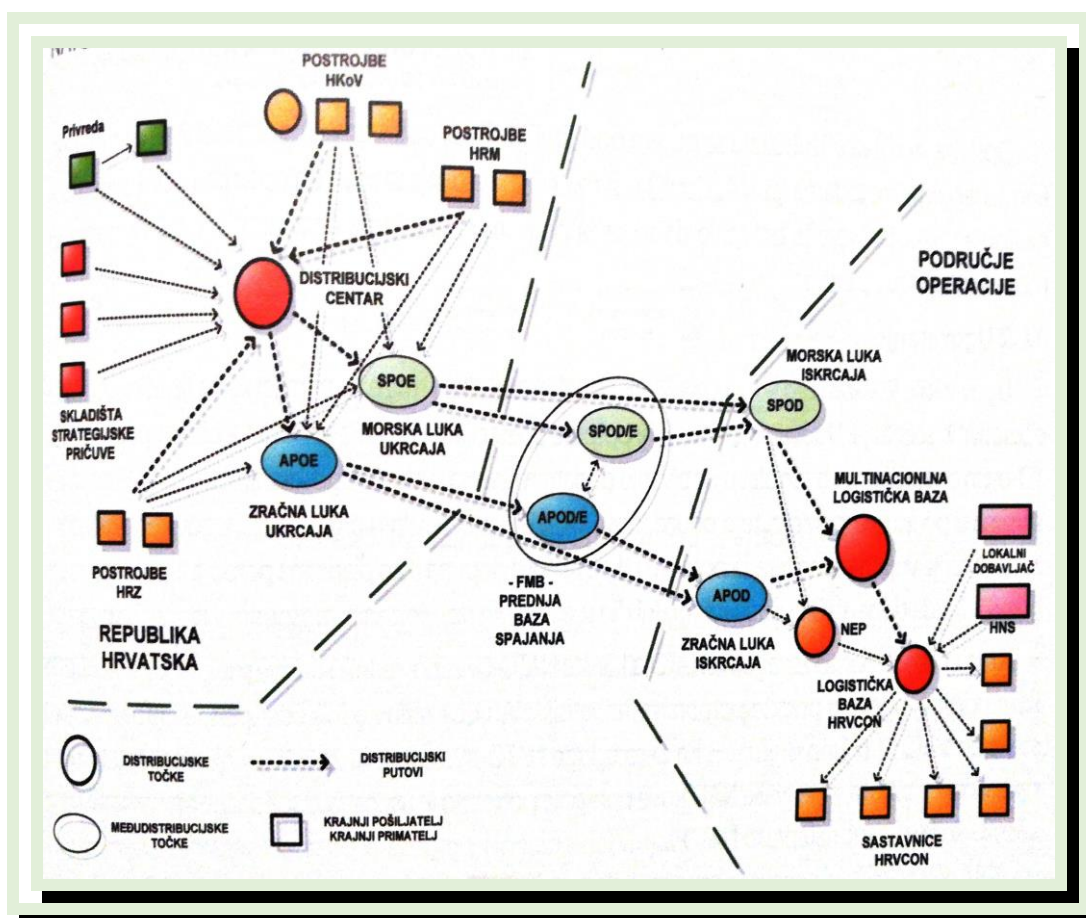 POSTROJBE
HKoV
Privreda
POSTROJBE
HRM
PODRUČJE
OPERACIJE
DISTRIBUCIJSKI
CENTAR
MORSKA LUKA
ISKRCAJA
SPOE
SPOD
SKLADIŠTA
STRATEGIJSKE
PRIČUVE
MORSKA LUKA
UKRCAJA
SPOD/E
APOE
MULTINACIONLNA
LOGISTIČKA BAZA
ZRAČNA LUKA
UKRCAJA
APOD/E
LOKALNI
DOBAVLJAČ
POSTROJBE
HRZ
- FMB -
PREDNJA
BAZA
SPAJANJA
APOD
HNS
NEP
REPUBLIKA
HRVATSKA
ZRAČNA LUKA
ISKRCAJA
LOGISTIČKA
BAZA
HRVCON
DISTRIBUCIJSKE
TOČKE
DISTRIBUCIJSKI
PUTOVI
MEĐUDISTRIBUCIJSKE
TOČKE
KRAJNJI POŠILJATELJ
KRAJNJI PRIMATELJ
SASTAVNICE
HRVCON